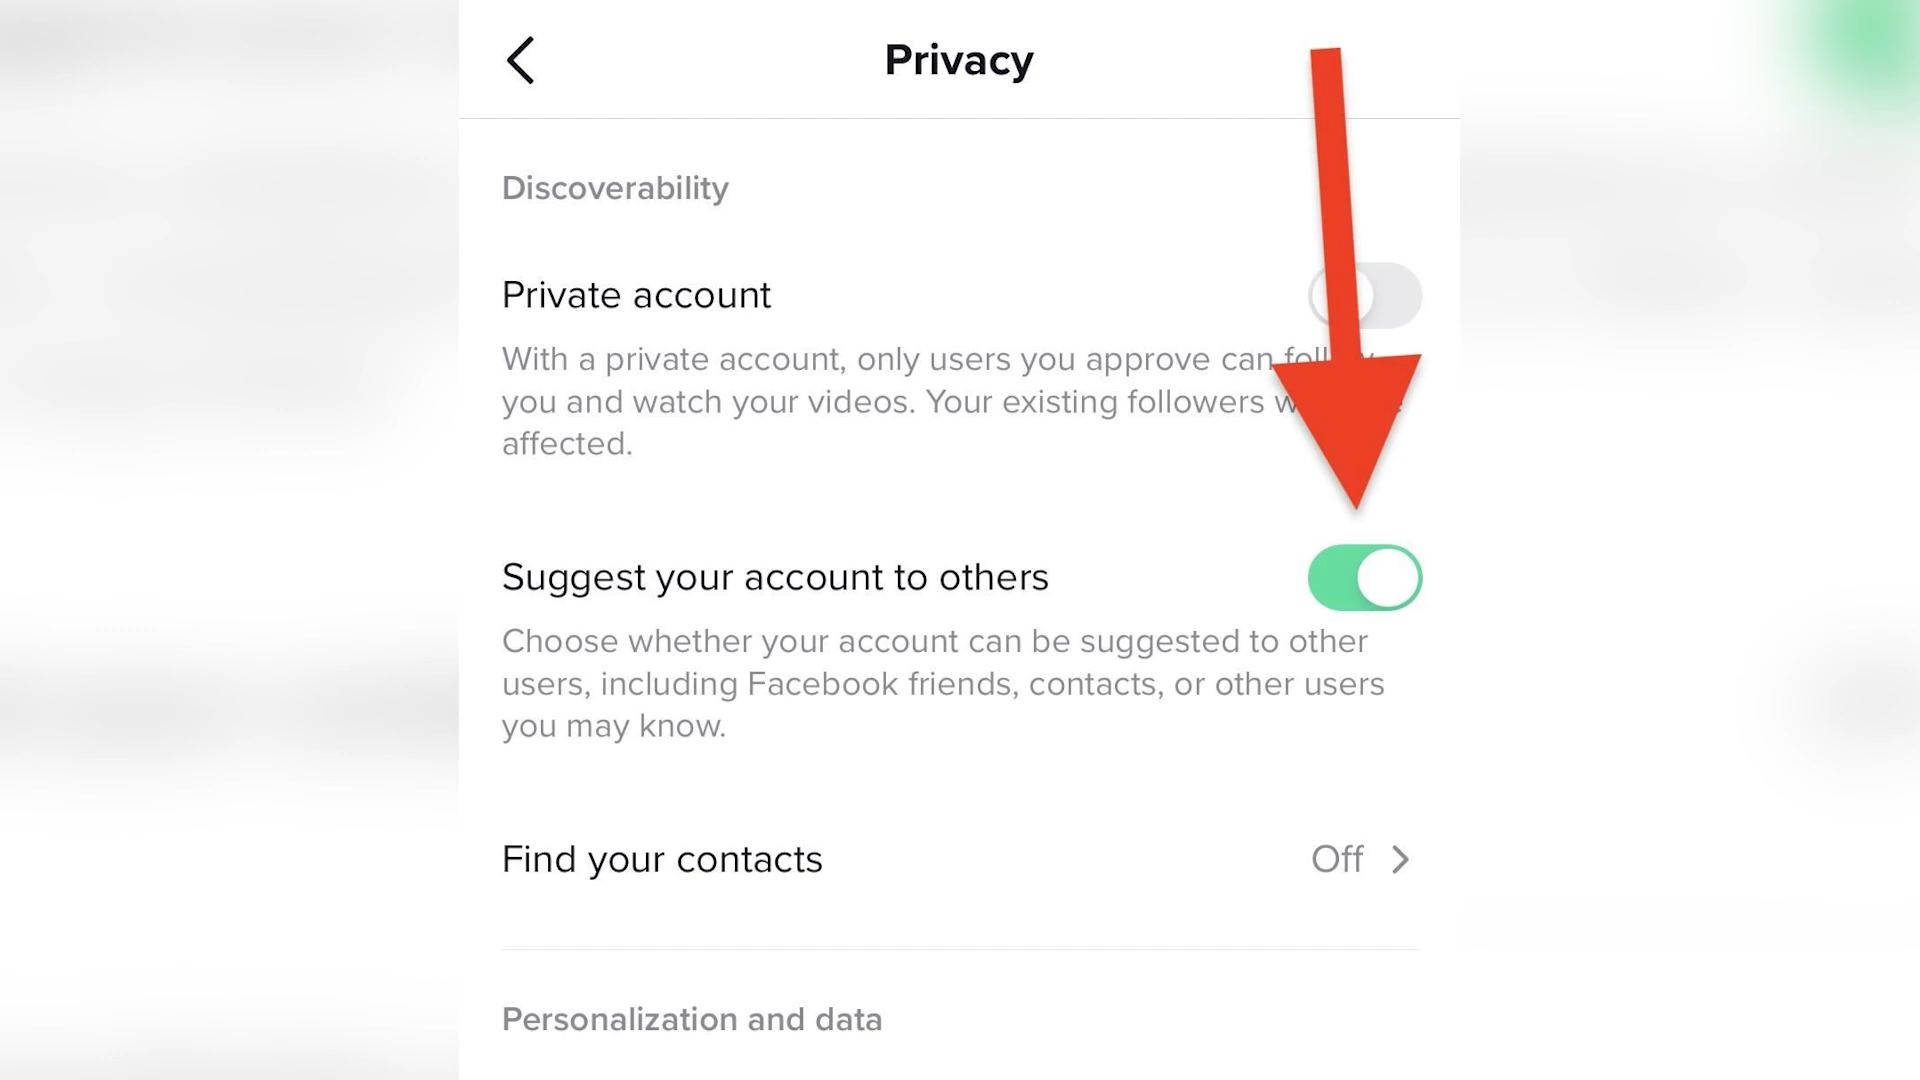 Privacy
Discoverability
Private account
With a private account, only users you approve can
you and watch your videos. Your existing followers
affected.
Suggest your account to others
Choose whether your account can be suggested to other
users, including Facebook friends, contacts, or other users
you may know.
Find your contacts
Off
Personalization and data